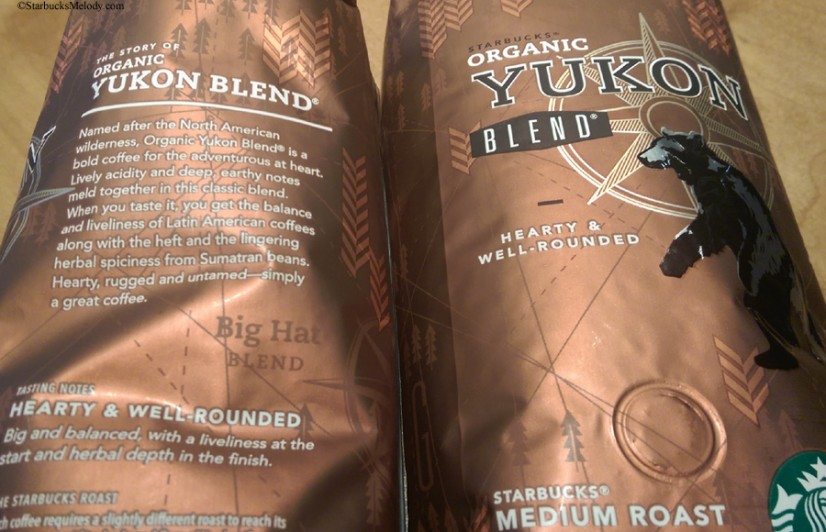 ©StarbucksMelody.com
THE STORY OF
ORGANIC
YUKON BLEND®
Named after the North American
wilderness, Organic Yukon Blend® is a
bold coffee for the adventurous at heart.
Lively acidity and deep, earthy notes
meld together in this classic blend.
When you taste it, you get the balance
and liveliness of Latin American coffees
along with the heft and the lingering
herbal spiciness from Sumatran beans.
Hearty, rugged and untamed—simply
a great coffee.
Big Hat
BLEND
TASTING NOTES
HEARTY & WELL-ROUNDED
Big and balanced, with a liveliness at the
start and herbal depth in the finish.
THE STARBUCKS ROAST
ch coffee requires a slightly different roast to reach its
STARBUCKS®
ORGANIC
YUKON
BLEND®
HEARTY &
WELL-ROUNDED
STARBUCKS®
MEDIUM ROAST